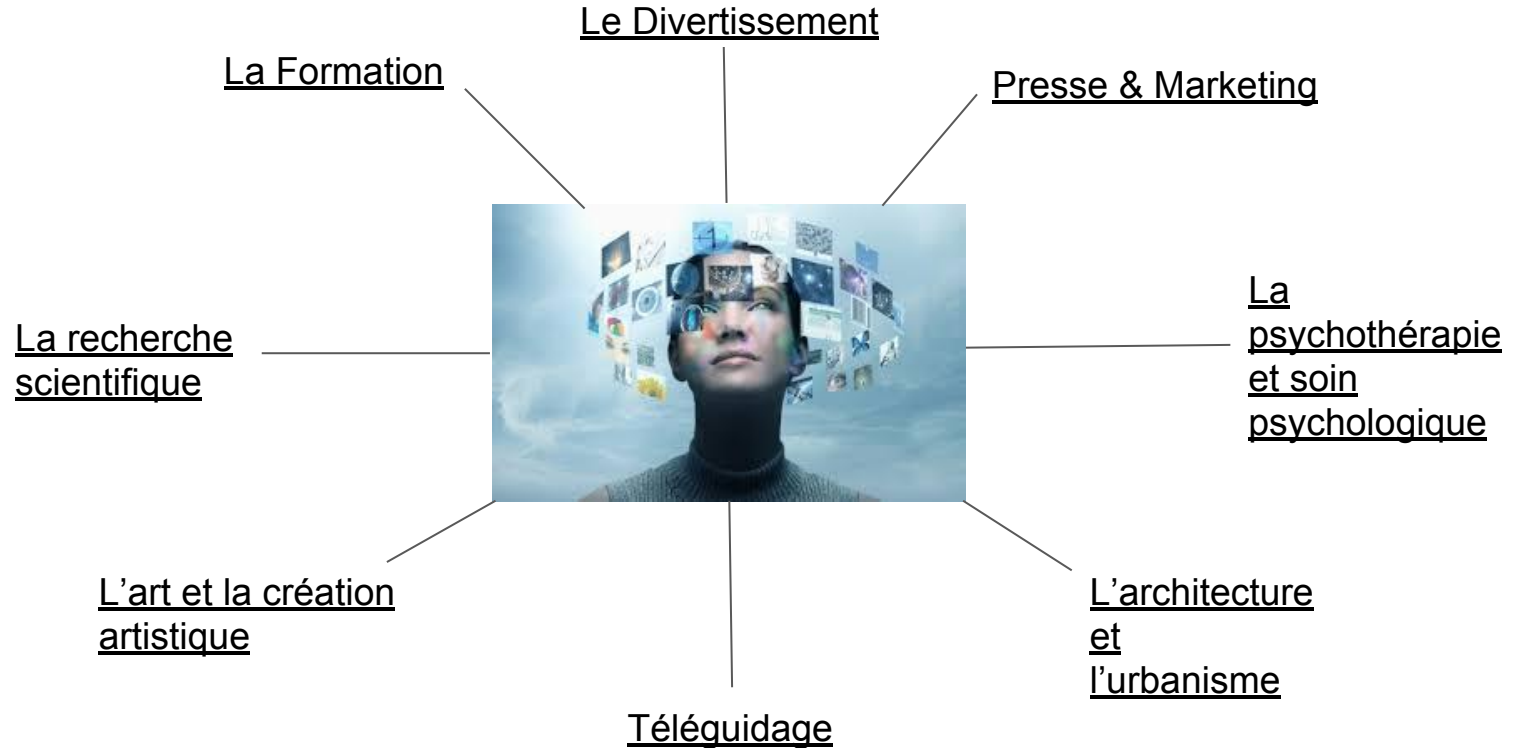 Le Divertissement
La Formation
Presse & Marketing
La recherche
scientifique
La
psychothérapie
et soin
psychologique
L’art et la création
artistique
L’architecture
et
l’urbanisme
Téléguidage